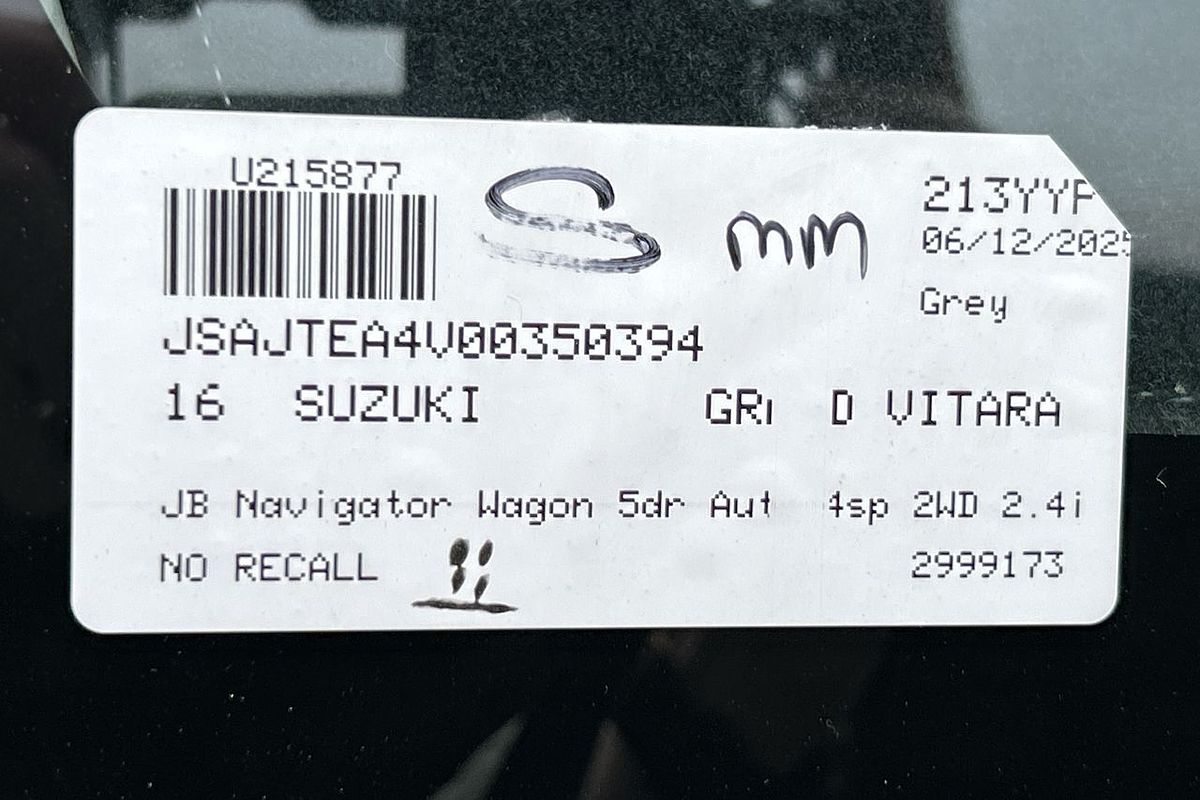 U215877
S mm
213YYP
06/12/2025
JSAJTEA4V00350394
Grey
16 SUZUKI GRI D VITARA
JB Navigator Wagon 5dr Aut 4sp 2WD 2.4i
NO RECALL 2999173